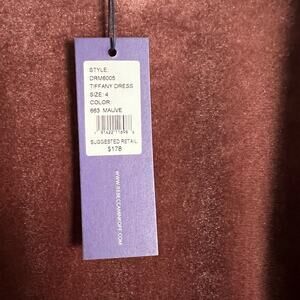 STYLE:
DRM6005
TIFFANY DRESS
SIZE: 4
COLOR:
663 MAUVE
SUGGESTED RETAIL
$178
WWW.REBECCAMINKOFF.COM